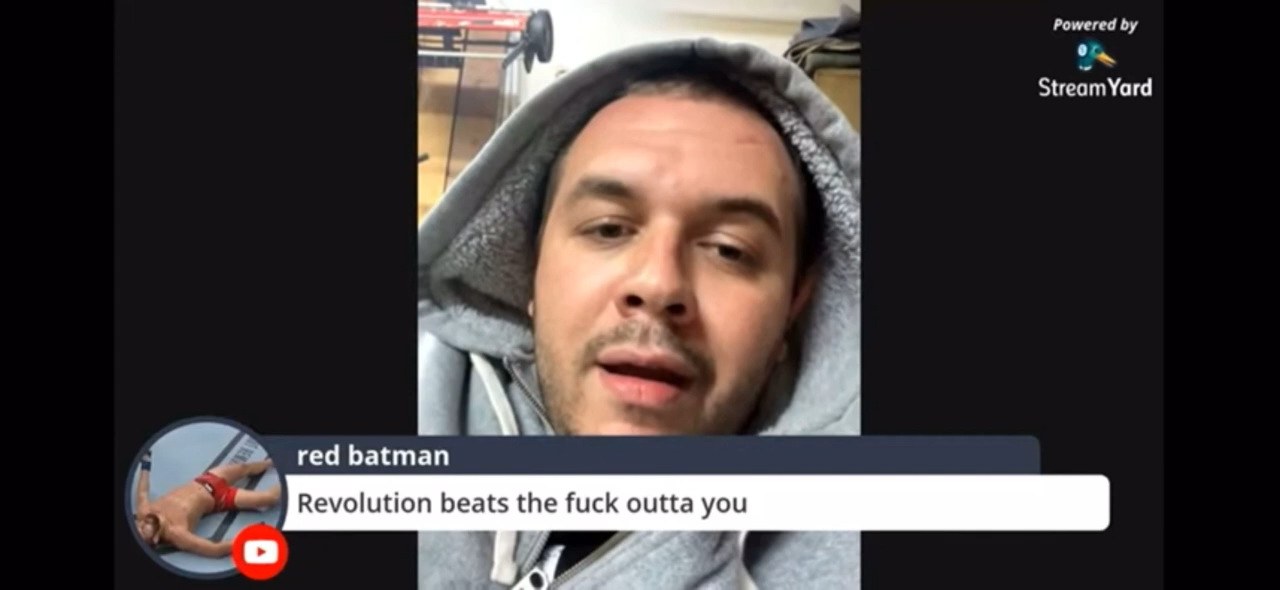 Powered by
StreamYard
red batman
Revolution beats the fuck outta you